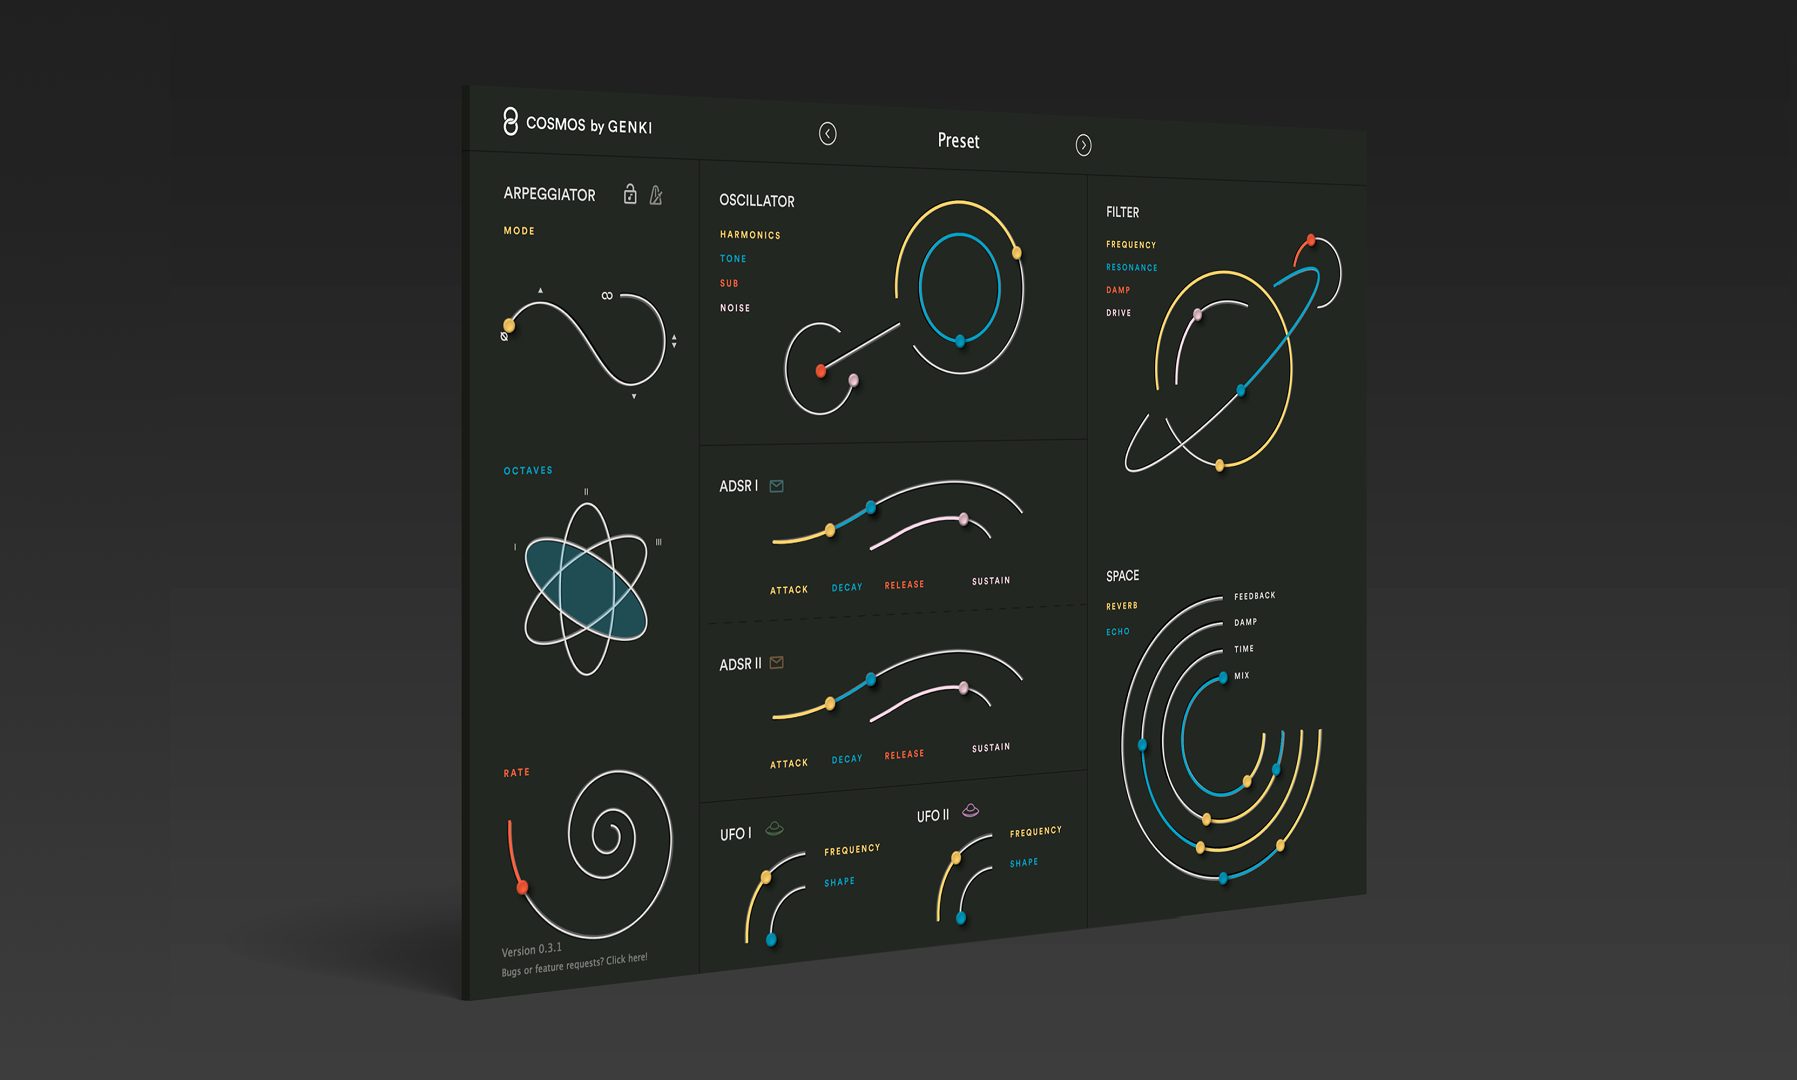 COSMOS by GENKI
Preset
ARPEGGIATOR
MODE
Ø
∞
OCTAVES
I
II
III
RATE
Version 0.3.1
Bugs or feature requests? Click here!
OSCILLATOR
HARMONICS
TONE
SUB
NOISE
ADSR I
ATTACK DECAY RELEASE SUSTAIN
ADSR II
ATTACK DECAY RELEASE SUSTAIN
UFO I
FREQUENCY
SHAPE
UFO II
FREQUENCY
SHAPE
FILTER
FREQUENCY
RESONANCE
DAMP
DRIVE
SPACE
REVERB
ECHO
FEEDBACK
DAMP
TIME
MIX